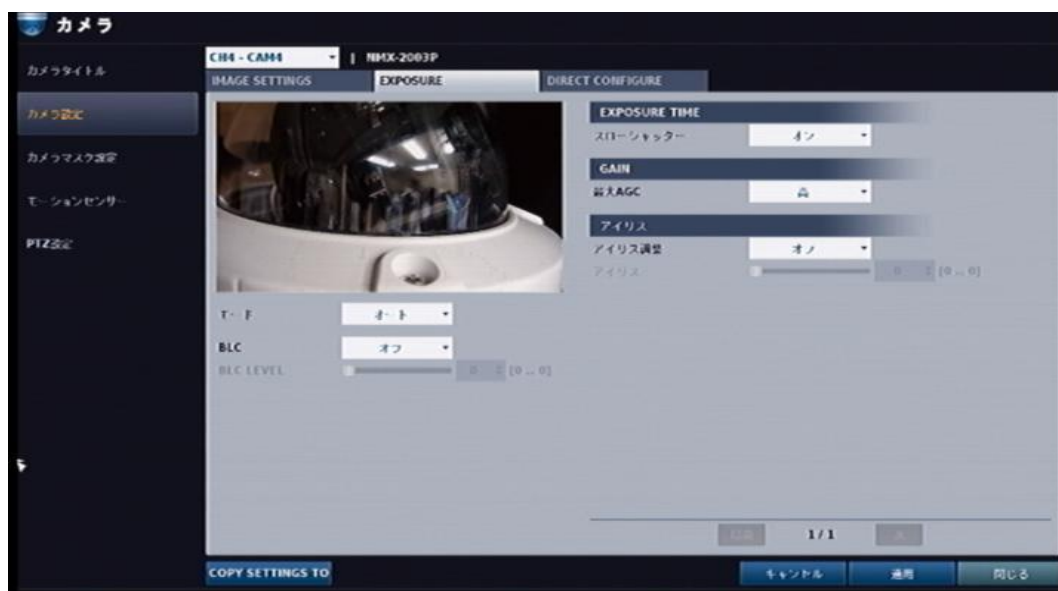 カメラ
CH4 - CAM4 | NMX-2003P
IMAGE SETTINGS EXPOSURE DIRECT CONFIGURE
カメラタイトル
カメラ設定
カメラマスク設定
モーションセンサー
PTZ設定
モード オート
BLC オフ
BLC LEVEL 0 [0 .. 0]
EXPOSURE TIME
スローシャッター オン
GAIN
最大AGC 高
アイリス
アイリス調整 オフ
アイリス 0 [0 .. 0]
1 / 1
COPY SETTINGS TO
キャンセル 適用 閉じる